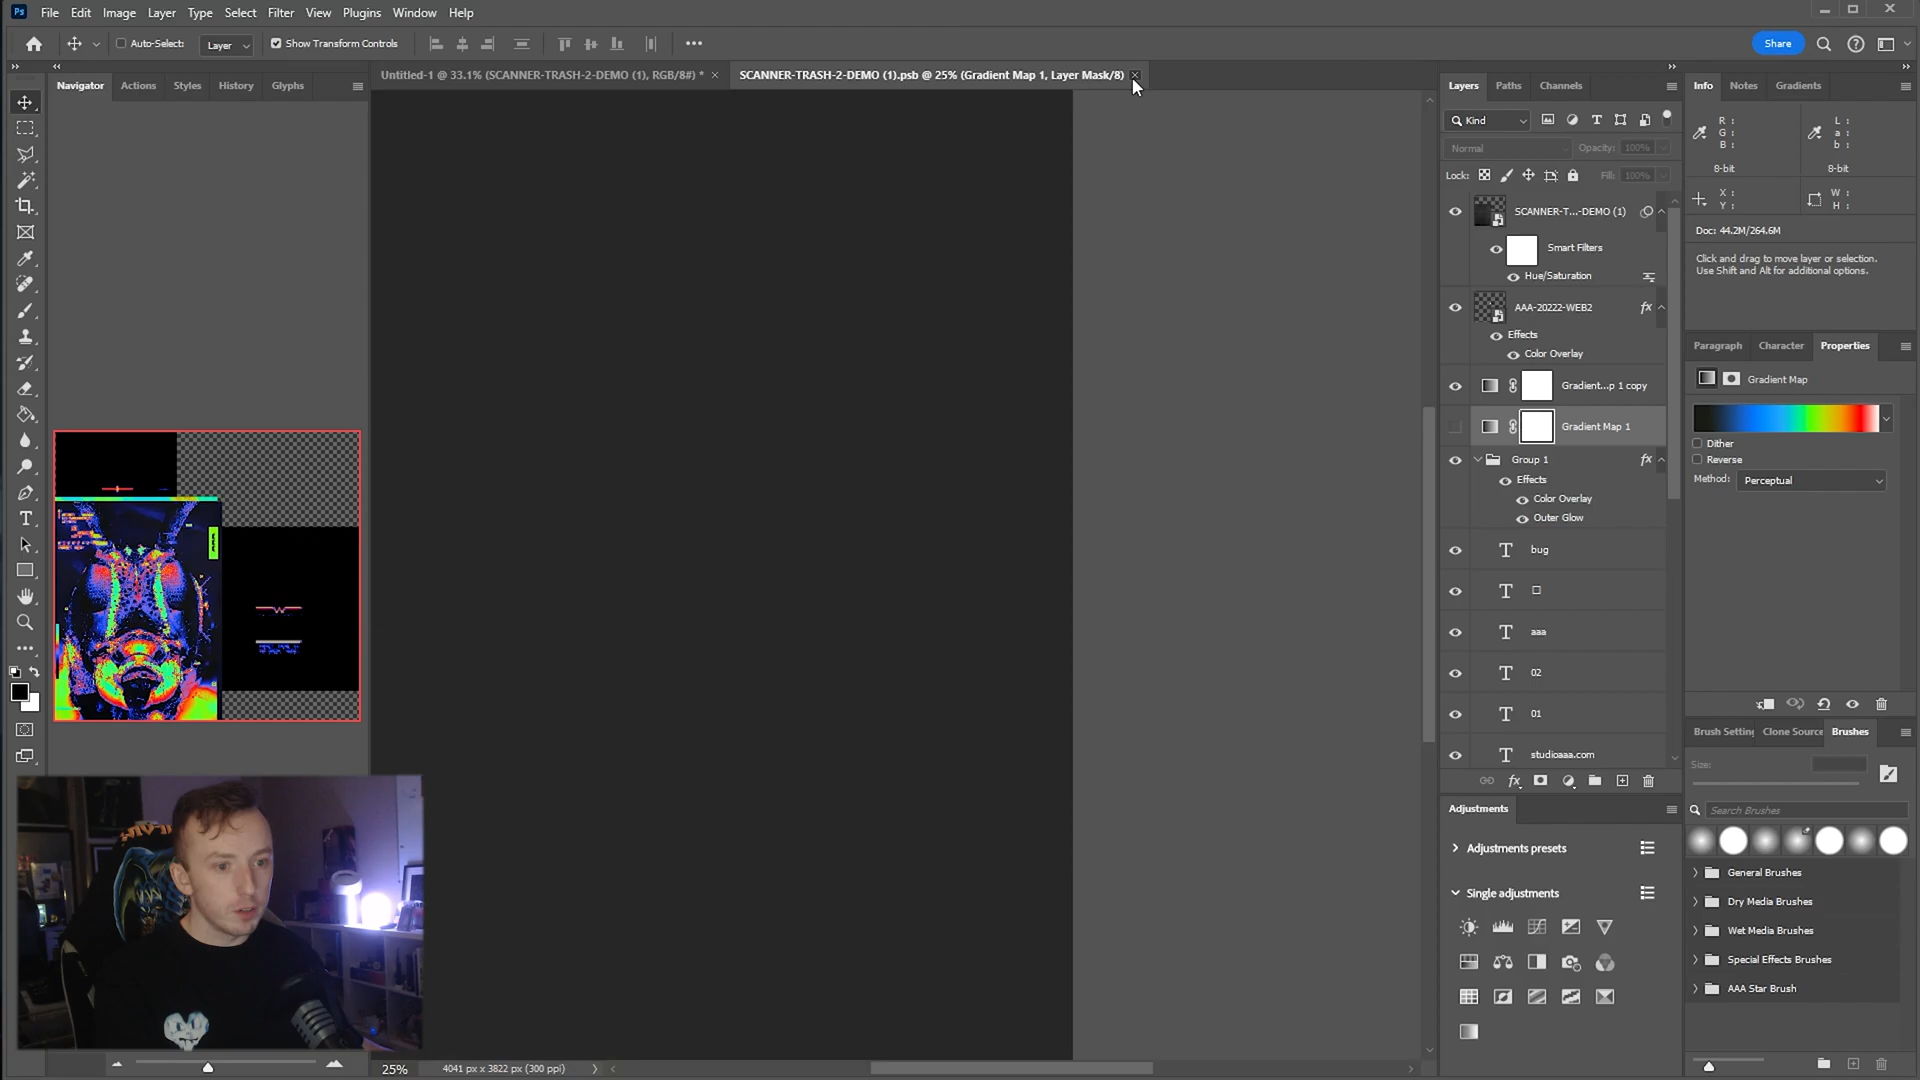 Ps File Edit Image Layer Type Select Filter View Plugins Window Help
Auto-Select: Layer Show Transform Controls Share
Navigator Actions Styles History Glyphs
Untitled-1 @ 33.1% (SCANNER-TRASH-2-DEMO (1), RGB/8#) *
SCANNER-TRASH-2-DEMO (1).psb @ 25% (Gradient Map 1, Layer Mask/8)
25% 4041 px x 3822 px (300 ppi)
Layers Paths Channels
Kind
Normal Opacity: 100%
Lock: Fill: 100%
SCANNER-T...-DEMO (1)
Smart Filters
Hue/Saturation
AAA-20222-WEB2 fx
Effects
Color Overlay
Gradient...p 1 copy
Gradient Map 1
Group 1 fx
Effects
Color Overlay
Outer Glow
T bug
T
T aaa
T 02
T 01
T studioaaa.com
fx
Adjustments
Adjustments presets
Single adjustments
Info Notes Gradients
R : L :
G : a :
B : b :
8-bit 8-bit
X : W :
Y : H :
Doc: 44.2M/264.6M
Click and drag to move layer or selection.
Use Shift and Alt for additional options.
Paragraph Character Properties
Gradient Map
Dither
Reverse
Method: Perceptual
Brush Setting Clone Source Brushes
Size:
Search Brushes
General Brushes
Dry Media Brushes
Wet Media Brushes
Special Effects Brushes
AAA Star Brush